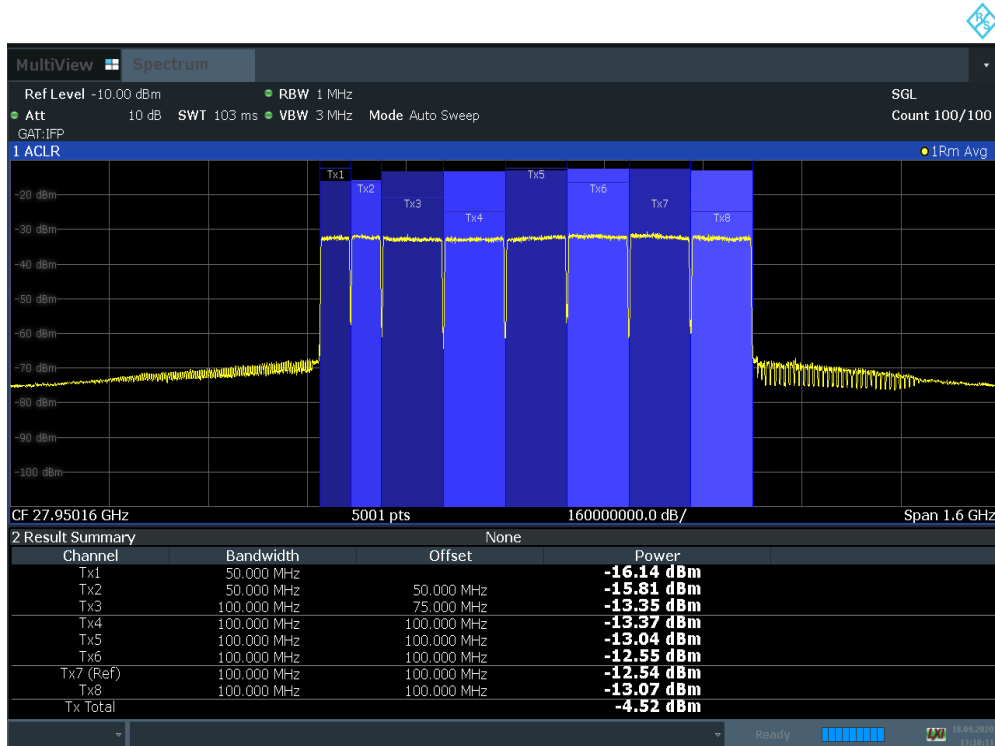 R&S
MultiView Spectrum
Ref Level -10.00 dBm RBW 1 MHz SGL
Att 10 dB SWT 103 ms VBW 3 MHz Mode Auto Sweep Count 100/100
GAT:IFP
1 ACLR 1Rm Avg
Tx1 Tx5
Tx2 Tx6
-20 dBm
Tx3 Tx7
Tx4 Tx8
-30 dBm
-40 dBm
-50 dBm
-60 dBm
-70 dBm
-80 dBm
-90 dBm
-100 dBm
CF 27.95016 GHz 5001 pts 160000000.0 dB/ Span 1.6 GHz
2 Result Summary None
Channel Bandwidth Offset Power
Tx1 50.000 MHz -16.14 dBm
Tx2 50.000 MHz 50.000 MHz -15.81 dBm
Tx3 100.000 MHz 75.000 MHz -13.35 dBm
Tx4 100.000 MHz 100.000 MHz -13.37 dBm
Tx5 100.000 MHz 100.000 MHz -13.04 dBm
Tx6 100.000 MHz 100.000 MHz -12.55 dBm
Tx7 (Ref) 100.000 MHz 100.000 MHz -12.54 dBm
Tx8 100.000 MHz 100.000 MHz -13.07 dBm
Tx Total -4.52 dBm
Ready LXI 18.09.2020
13:10:11